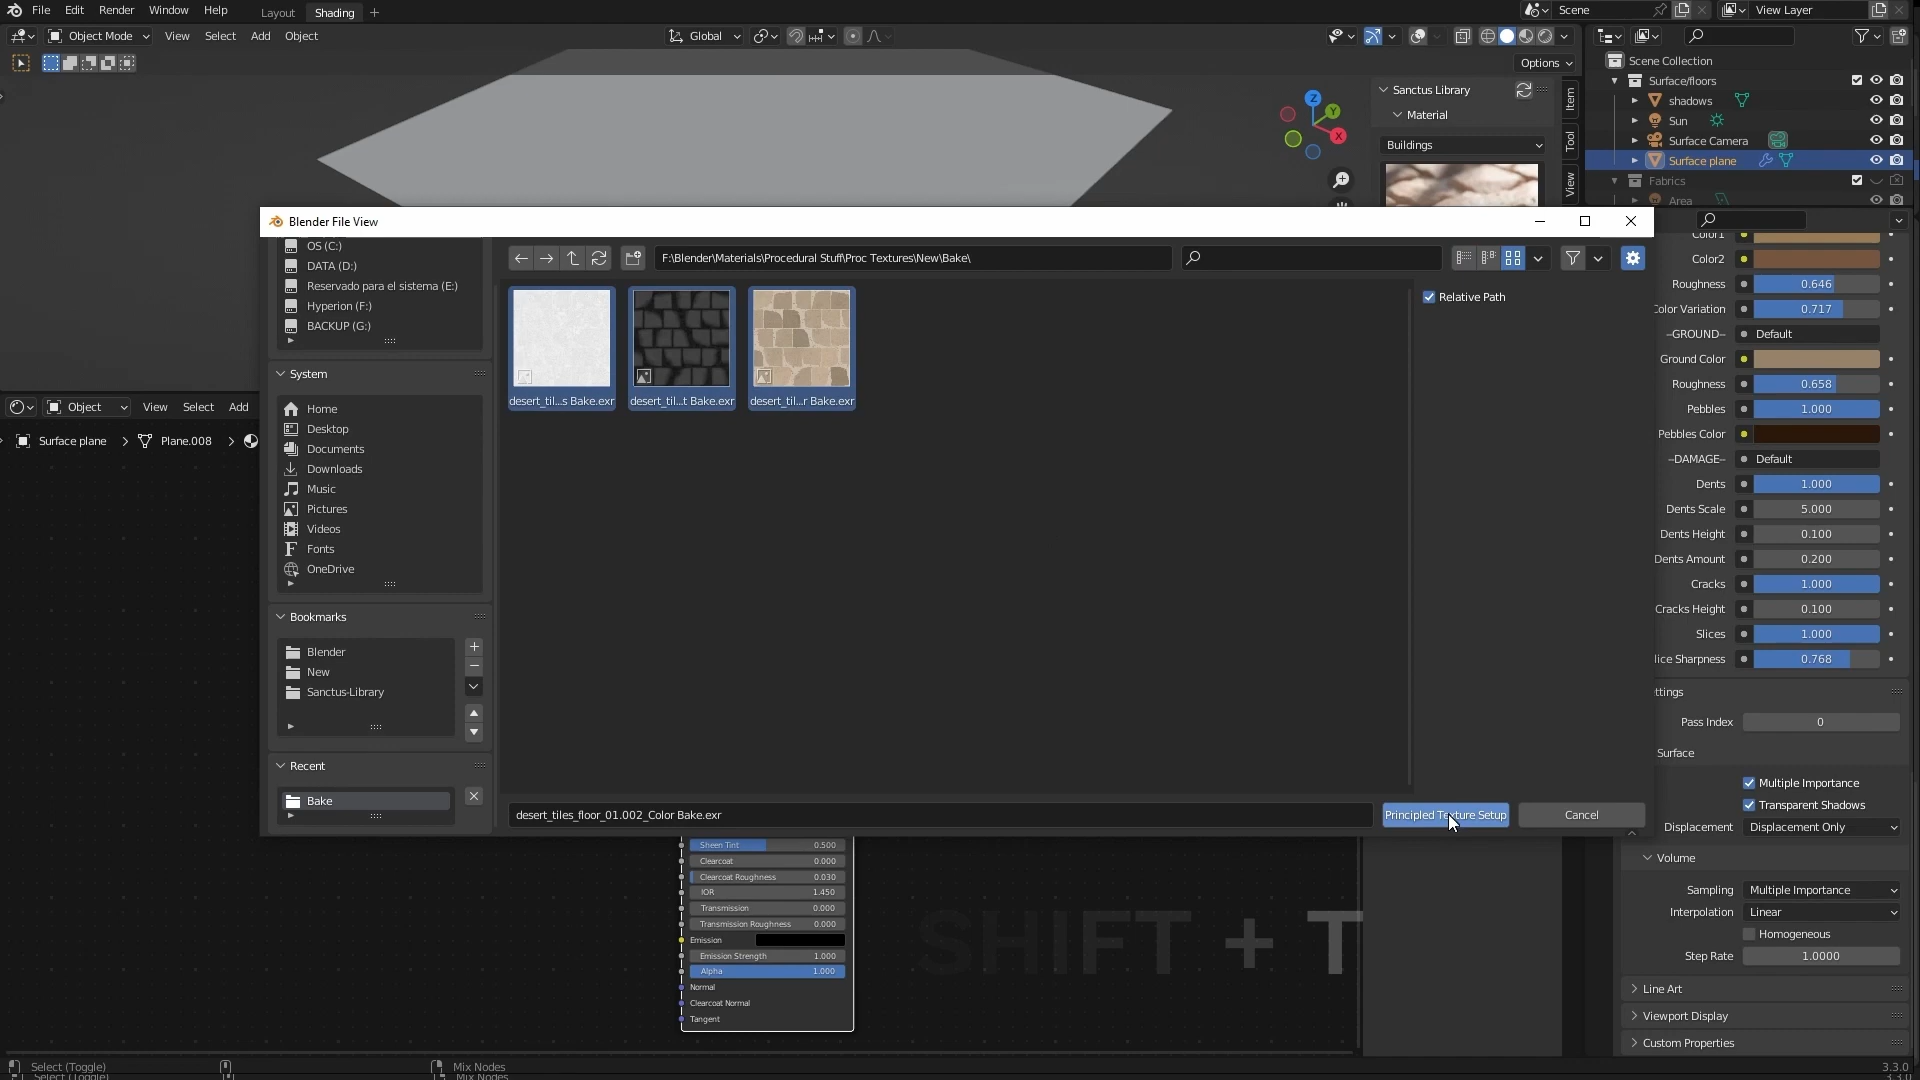 File Edit Render Window Help Layout Shading + Scene View Layer
Object Mode View Select Add Object Global
Options
Scene Collection
Surface/floors
shadows
Sun
Surface Camera
Surface plane
Fabrics
Area
Sanctus Library
Material
Buildings
Item
Tool
View
Z
Y
X
Blender File View
OS (C:)
DATA (D:)
Reservado para el sistema (E:)
Hyperion (F:)
BACKUP (G:)
System
Home
Desktop
Documents
Downloads
Music
Pictures
Videos
Fonts
OneDrive
Bookmarks
Blender
New
Sanctus-Library
Recent
Bake
F:\Blender\Materials\Procedural Stuff\Proc Textures\New\Bake\
desert_til...s Bake.exr
desert_til...t Bake.exr
desert_til...r Bake.exr
Relative Path
desert_tiles_floor_01.002_Color Bake.exr
Principled Texture Setup
Cancel
Object View Select Add
Surface plane > Plane.008 >
Sheen Tint 0.500
Clearcoat 0.000
Clearcoat Roughness 0.030
IOR 1.450
Transmission 0.000
Transmission Roughness 0.000
Emission
Emission Strength 1.000
Alpha 1.000
Normal
Clearcoat Normal
Tangent
SHIFT + T
Color1
Color2
Roughness 0.646
Color Variation 0.717
--GROUND-- Default
Ground Color
Roughness 0.658
Pebbles 1.000
Pebbles Color
--DAMAGE-- Default
Dents 1.000
Dents Scale 5.000
Dents Height 0.100
Dents Amount 0.200
Cracks 1.000
Cracks Height 0.100
Slices 1.000
lice Sharpness 0.768
ttings
Pass Index 0
Surface
Multiple Importance
Transparent Shadows
Displacement Displacement Only
Volume
Sampling Multiple Importance
Interpolation Linear
Homogeneous
Step Rate 1.0000
Line Art
Viewport Display
Custom Properties
Select (Toggle) Mix Nodes 3.3.0
Select (Toggle) Mix Nodes 3.3.0